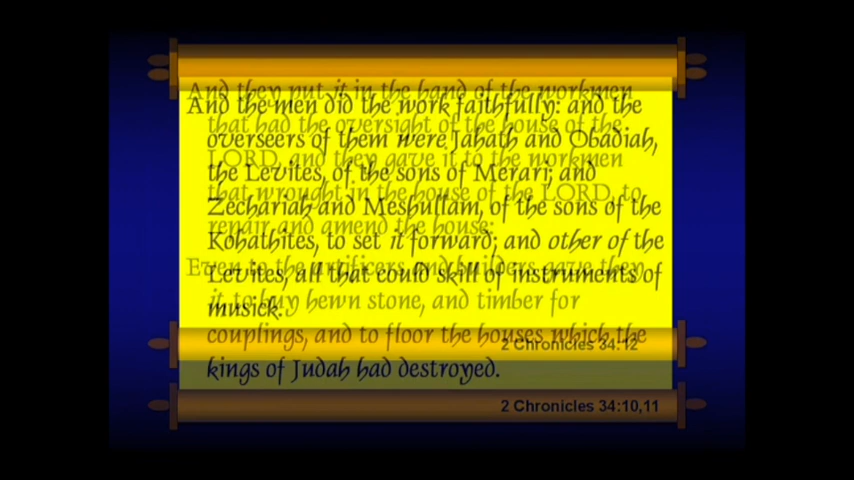 And they put it in the hand of the workmen
that had the oversight of the house of the
LORD, and they gave it to the workmen
that wrought in the house of the LORD, to
repair and amend the house:
Even to the artificers and builders gave they
it, to buy hewn stone, and timber for
couplings, and to floor the houses which the
kings of Judah had destroyed.
2 Chronicles 34:10,11
And the men did the work faithfully: and the
overseers of them were Jahath and Obadiah,
the Levites, of the sons of Merari; and
Zechariah and Meshullam, of the sons of the
Kohathites, to set it forward; and other of the
Levites, all that could skill of instruments of
musick.
2 Chronicles 34:12